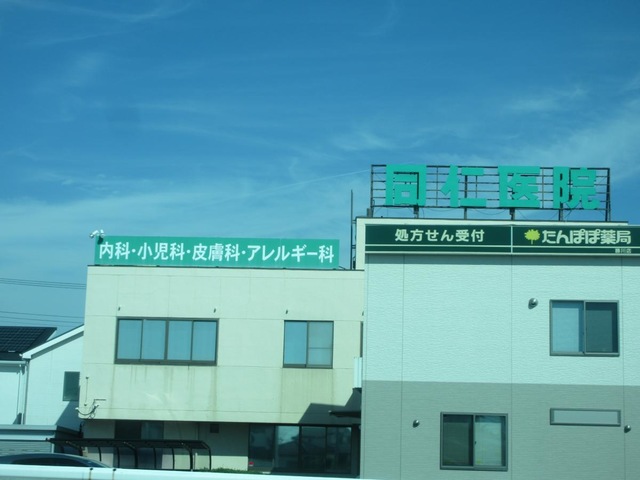 同仁医院
内科・小児科・皮膚科・アレルギー科
処方せん受付
たんぽぽ薬局